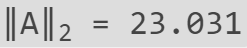 ‖A‖₂ = 23.031